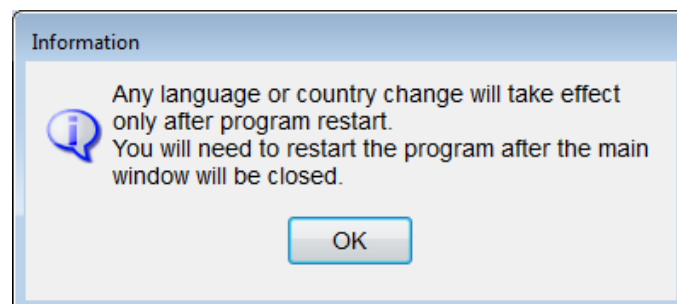 Information
Any language or country change will take effect
only after program restart.
You will need to restart the program after the main
window will be closed.
OK